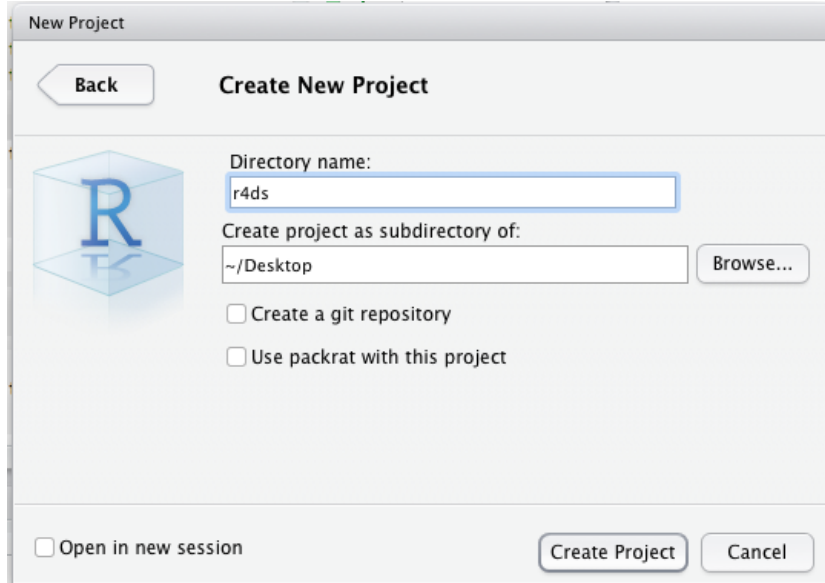 New Project
Back
Create New Project
R
Directory name:
r4ds
Create project as subdirectory of:
~/Desktop
Browse...
Create a git repository
Use packrat with this project
Open in new session
Create Project
Cancel